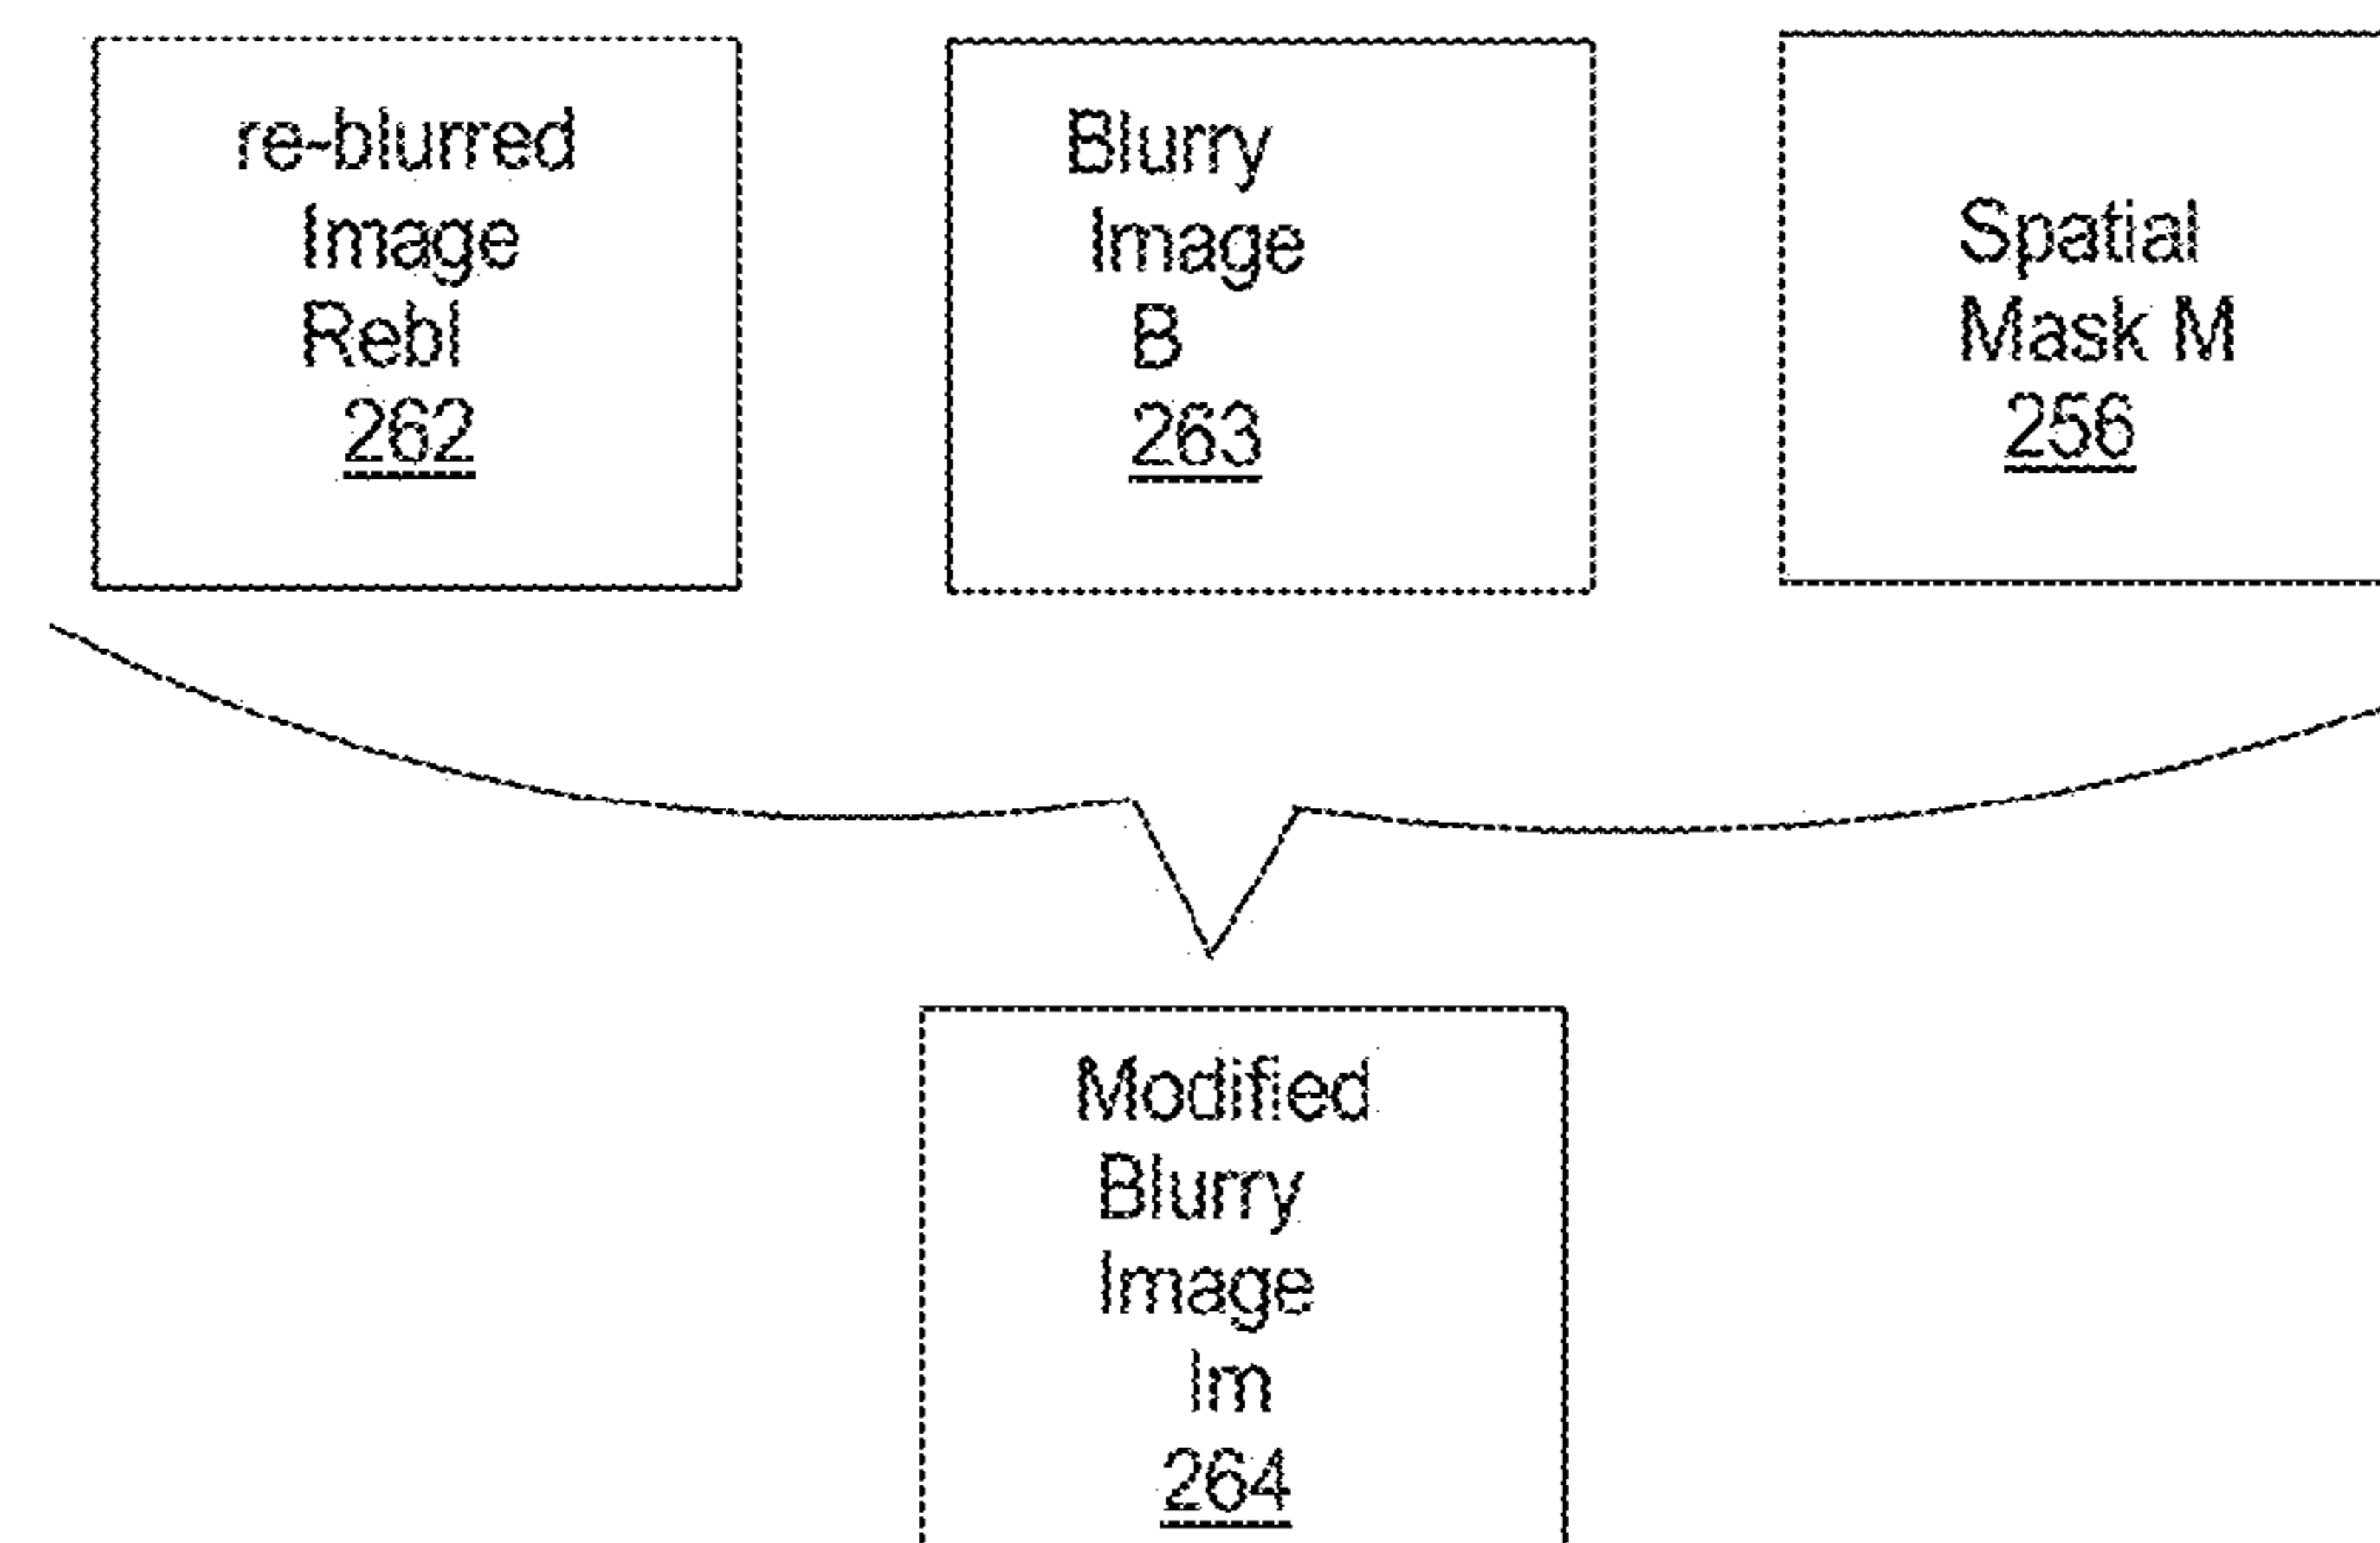 re-blurred
Image
Rebl
262
Blurry
Image
B
263
Spatial
Mask M
256
Modified
Blurry
Image
Im
264